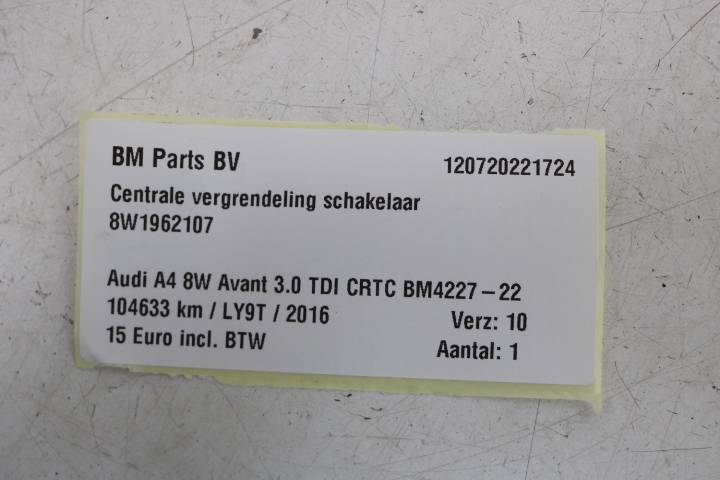 BM Parts BV 120720221724
Centrale vergrendeling schakelaar
8W1962107
Audi A4 8W Avant 3.0 TDI CRTC BM4227-22
104633 km / LY9T / 2016 Verz: 10
15 Euro incl. BTW Aantal: 1